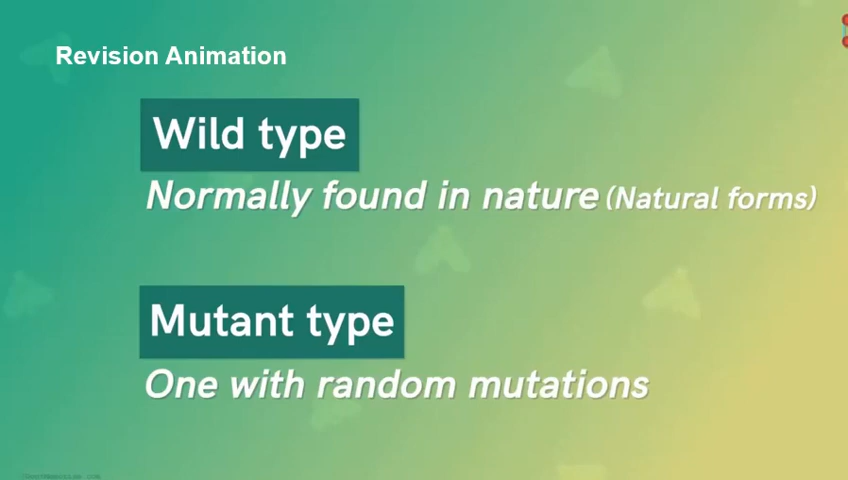 Revision Animation
Wild type
Normally found in nature (Natural forms)
Mutant type
One with random mutations